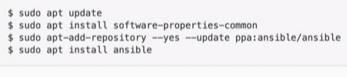 $ sudo apt update
$ sudo apt install software-properties-common
$ sudo apt-add-repository --yes --update ppa:ansible/ansible
$ sudo apt install ansible